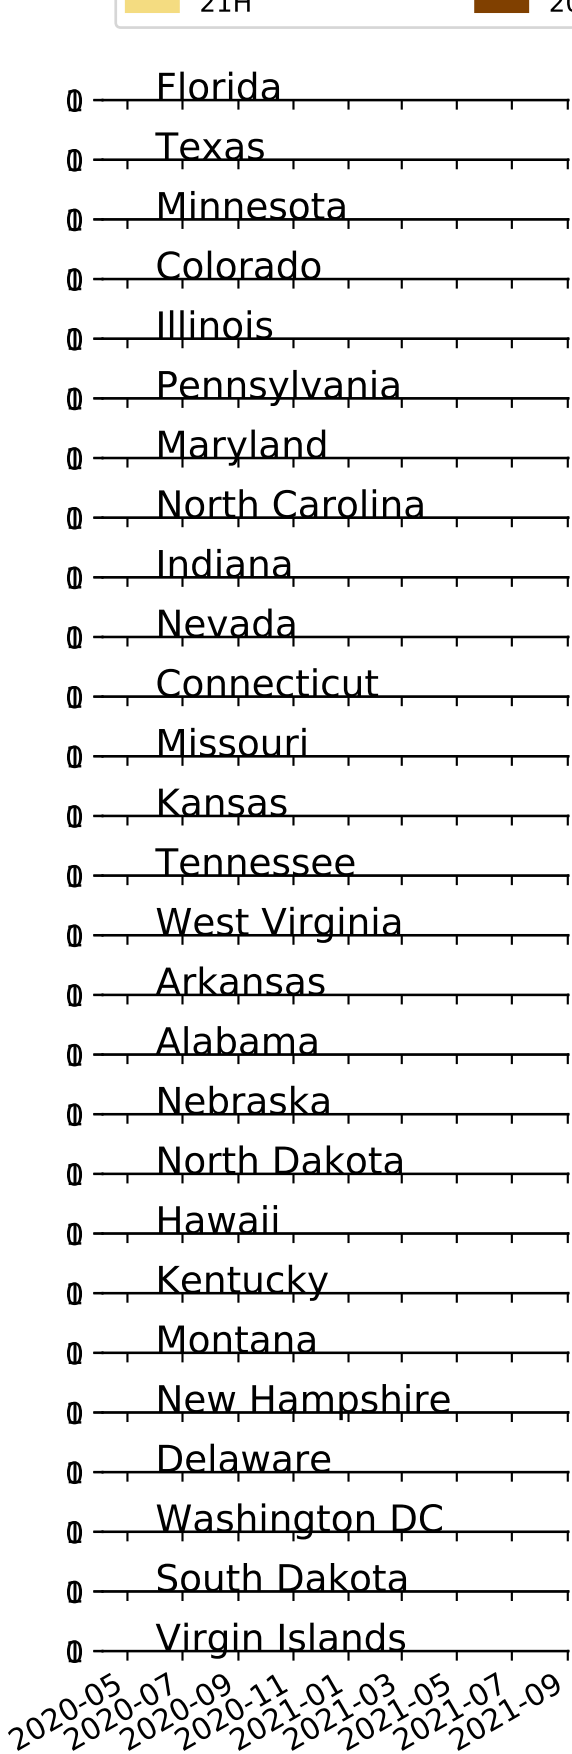 21H
Florida
Texas
Minnesota
Colorado
Illinois
Pennsylvania
Maryland
North Carolina
Indiana
Nevada
Connecticut
Missouri
Kansas
Tennessee
West Virginia
Arkansas
Alabama
Nebraska
North Dakota
Hawaii
Kentucky
Montana
New Hampshire
Delaware
Washington DC
South Dakota
Virgin Islands
2020-05 2020-07 2020-09 2020-11 2021-01 2021-03 2021-05 2021-07 2021-09